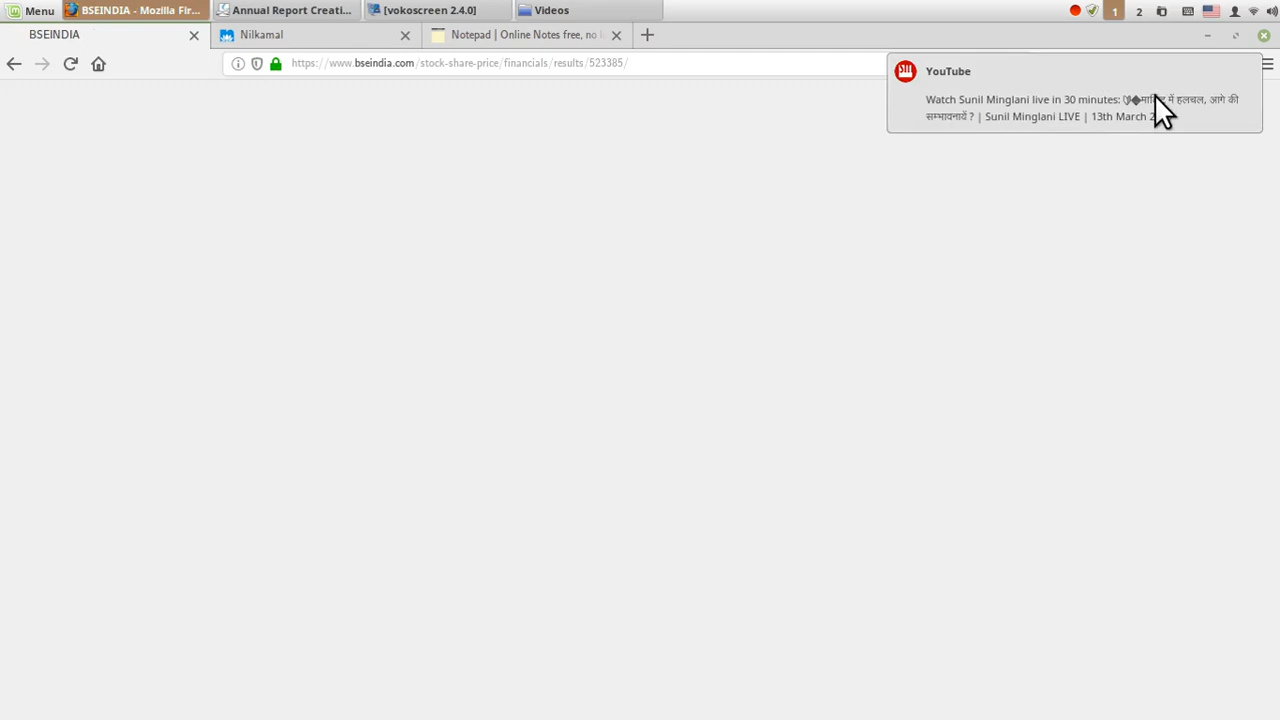 Menu
BSEINDIA - Mozilla Fir...
Annual Report Creati...
[vokoscreen 2.4.0]
Videos
1
2
BSEINDIA
Nilkamal
Notepad | Online Notes free, no l
https://www.bseindia.com/stock-share-price/financials/results/523385/
YouTube
Watch Sunil Minglani live in 30 minutes: में हलचल, आगे की
सम्भावनायें ? | Sunil Minglani LIVE | 13th March